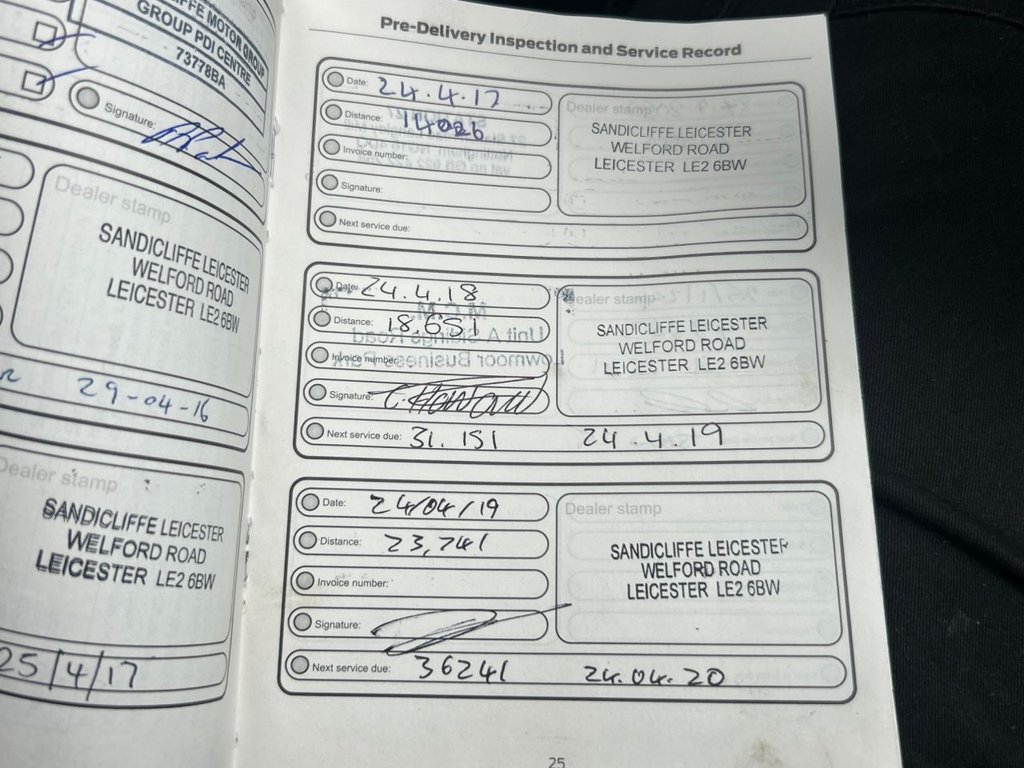 FFE MOTOR GROUP
GROUP PDI CENTRE
73778BA
Signature:
Dealer stamp
SANDICLIFFE LEICESTER
WELFORD ROAD
LEICESTER LE2 6BW
29-04-16
Dealer stamp
SANDICLIFFE LEICESTER
WELFORD ROAD
LEICESTER LE2 6BW
25/4/17
Pre-Delivery Inspection and Service Record
Date: 24.4.17
Distance: 14026
Invoice number:
Signature:
Next service due:
Dealer stamp
SANDICLIFFE LEICESTER
WELFORD ROAD
LEICESTER LE2 6BW
Date: 24.4.18
Distance: 18,651
Invoice number:
Signature:
Next service due: 31.151 24.4.19
Dealer stamp
SANDICLIFFE LEICESTER
WELFORD ROAD
LEICESTER LE2 6BW
Date: 24/04/19
Distance: 23,241
Invoice number:
Signature:
Next service due: 36241 24.04.20
Dealer stamp
SANDICLIFFE LEICESTER
WELFORD ROAD
LEICESTER LE2 6BW
25